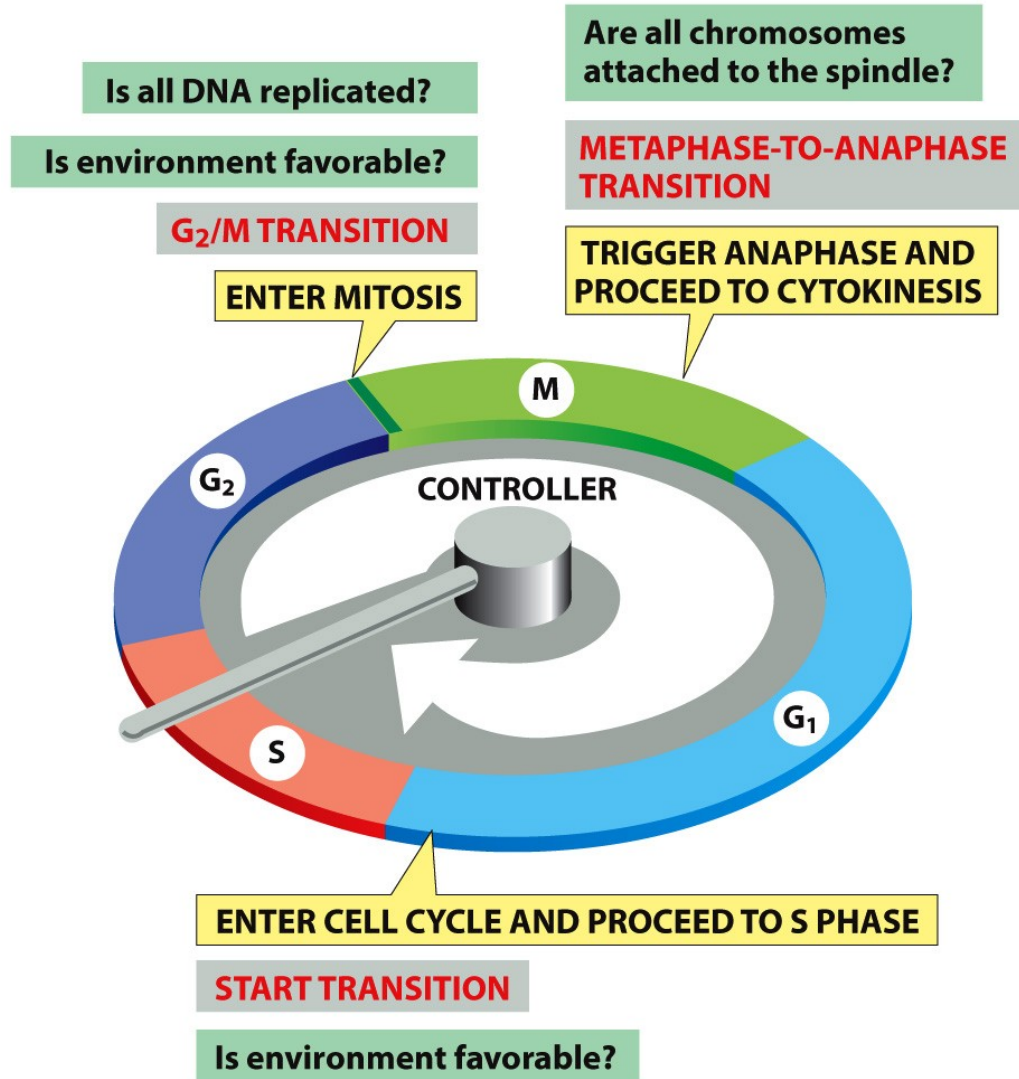 Is all DNA replicated?
Is environment favorable?
G₂/M TRANSITION
ENTER MITOSIS
Are all chromosomes
attached to the spindle?
METAPHASE-TO-ANAPHASE
TRANSITION
TRIGGER ANAPHASE AND
PROCEED TO CYTOKINESIS
M
G₂
CONTROLLER
G₁
S
ENTER CELL CYCLE AND PROCEED TO S PHASE
START TRANSITION
Is environment favorable?